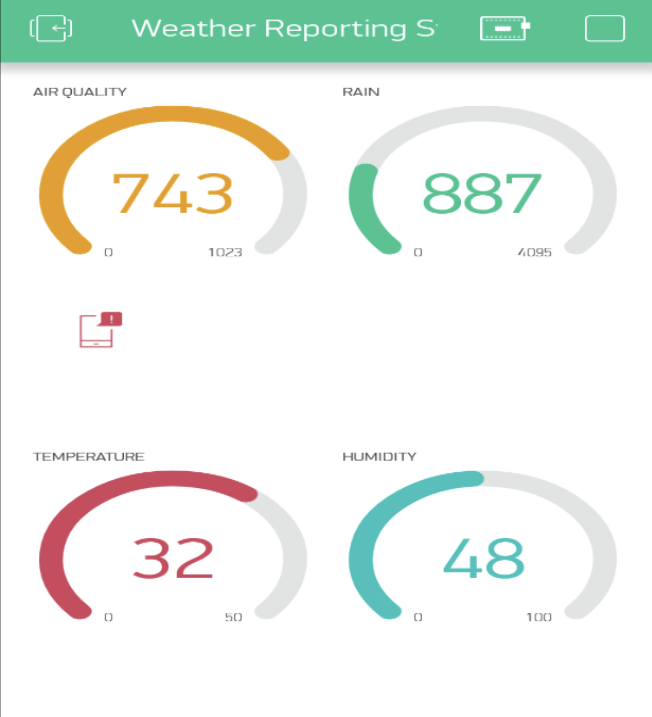 Weather Reporting S
AIR QUALITY
RAIN
743
887
0
1023
0
4095
!
TEMPERATURE
HUMIDITY
32
48
0
50
0
100